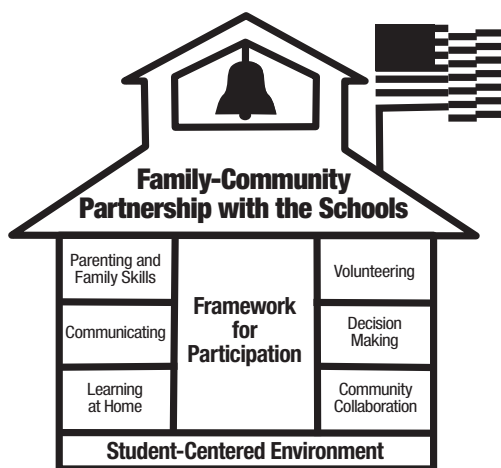 Family-Community
Partnership with the Schools
Parenting and
Family Skills
Communicating
Learning
at Home
Framework
for
Participation
Volunteering
Decision
Making
Community
Collaboration
Student-Centered Environment